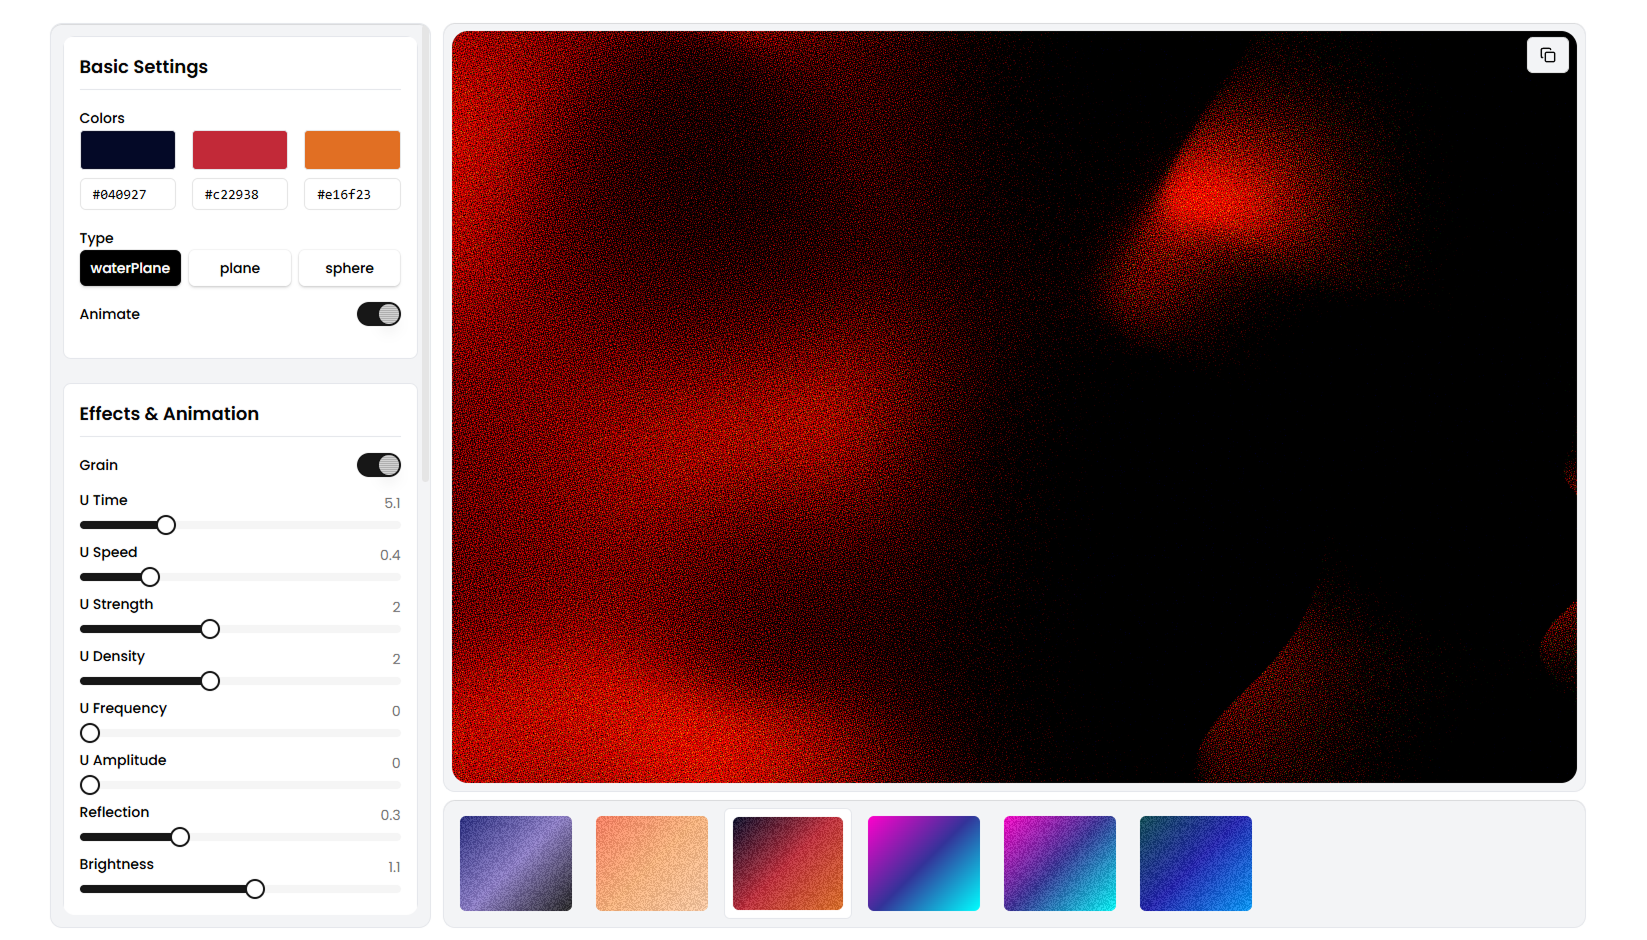 Basic Settings
Colors
#040927 #c22938 #e16f23
Type
waterPlane plane sphere
Animate
Effects & Animation
Grain
U Time 5.1
U Speed 0.4
U Strength 2
U Density 2
U Frequency 0
U Amplitude 0
Reflection 0.3
Brightness 1.1